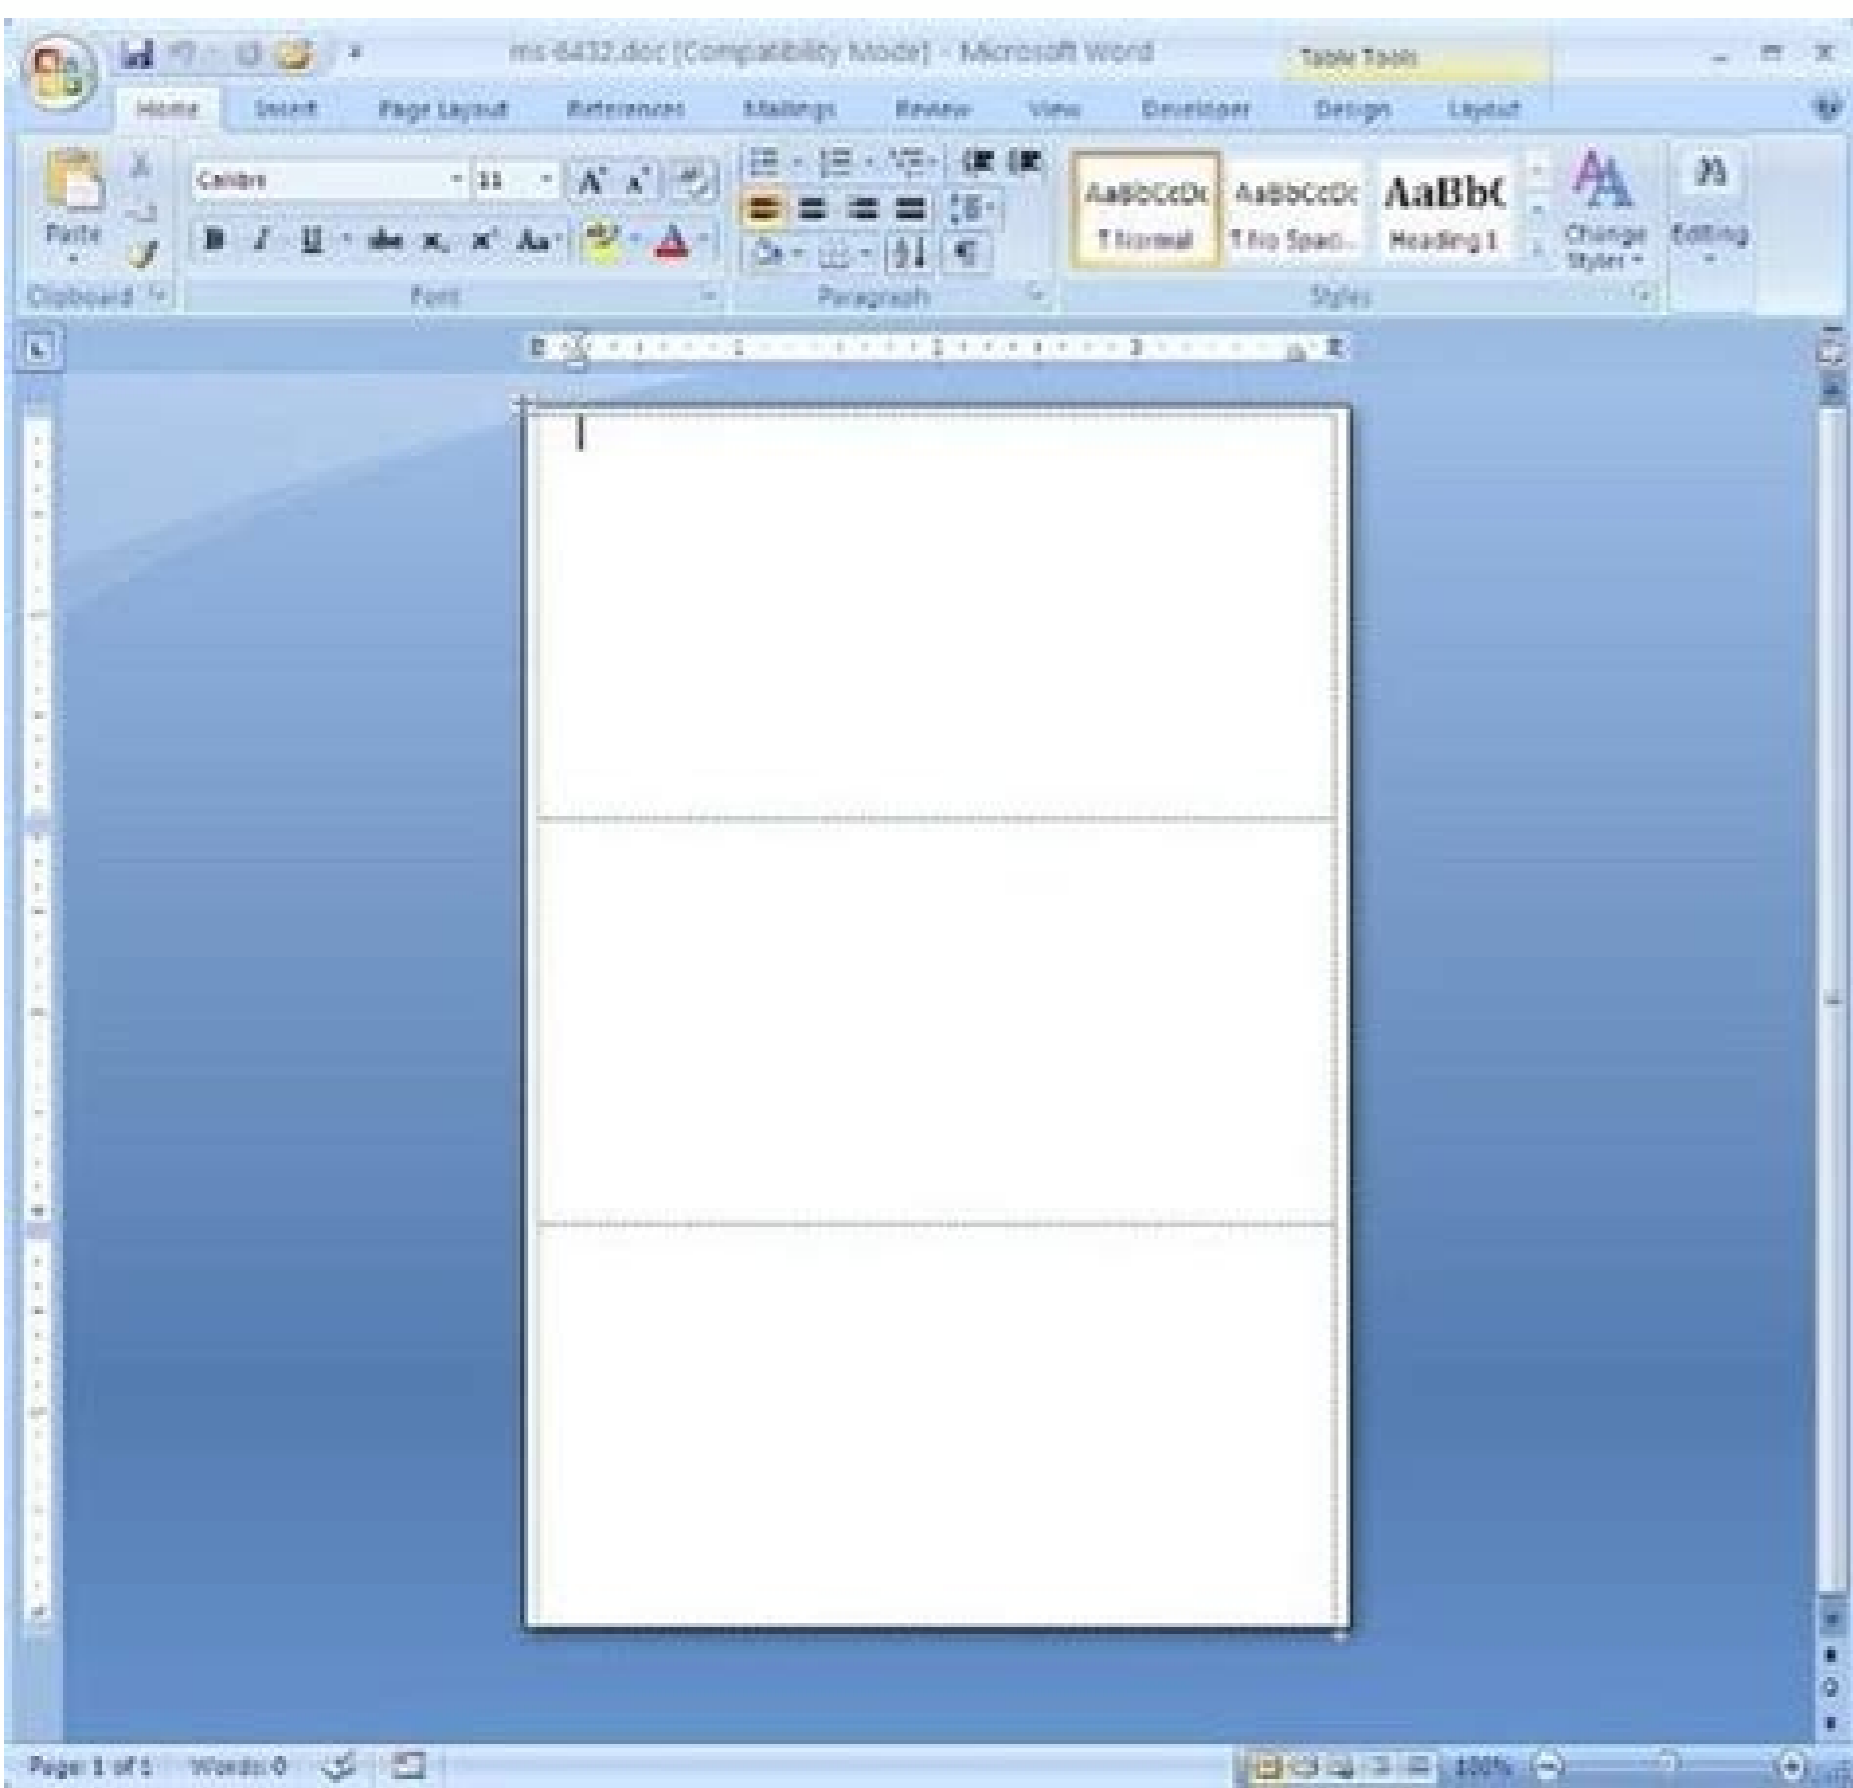 ms-6432.doc [Compatibility Mode] - Microsoft Word
Table Tools
Home Insert Page Layout References Mailings Review View Developer Design Layout
Paste
Calibri 11
B I U abc x, x' Aa
AaBbCcDc AaBbCcDc AaBbC
¶ Normal ¶ No Spaci... Heading 1
Change Styles
Editing
Clipboard Font Paragraph Styles
Page: 1 of 1 Words: 0 100%